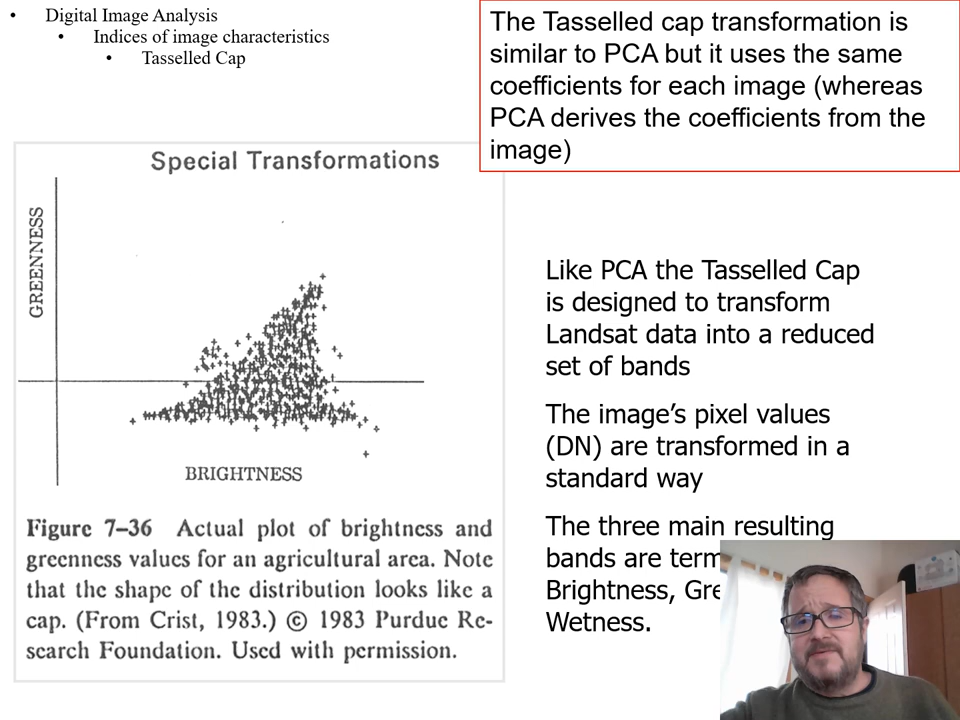 • Digital Image Analysis
• Indices of image characteristics
• Tasselled Cap
The Tasselled cap transformation is
similar to PCA but it uses the same
coefficients for each image (whereas
PCA derives the coefficients from the
image)
Special Transformations
GREENNESS
BRIGHTNESS
Figure 7–36 Actual plot of brightness and
greenness values for an agricultural area. Note
that the shape of the distribution looks like a
cap. (From Crist, 1983.) © 1983 Purdue Re-
search Foundation. Used with permission.
Like PCA the Tasselled Cap
is designed to transform
Landsat data into a reduced
set of bands
The image’s pixel values
(DN) are transformed in a
standard way
The three main resulting
bands are term
Brightness, Gre
Wetness.